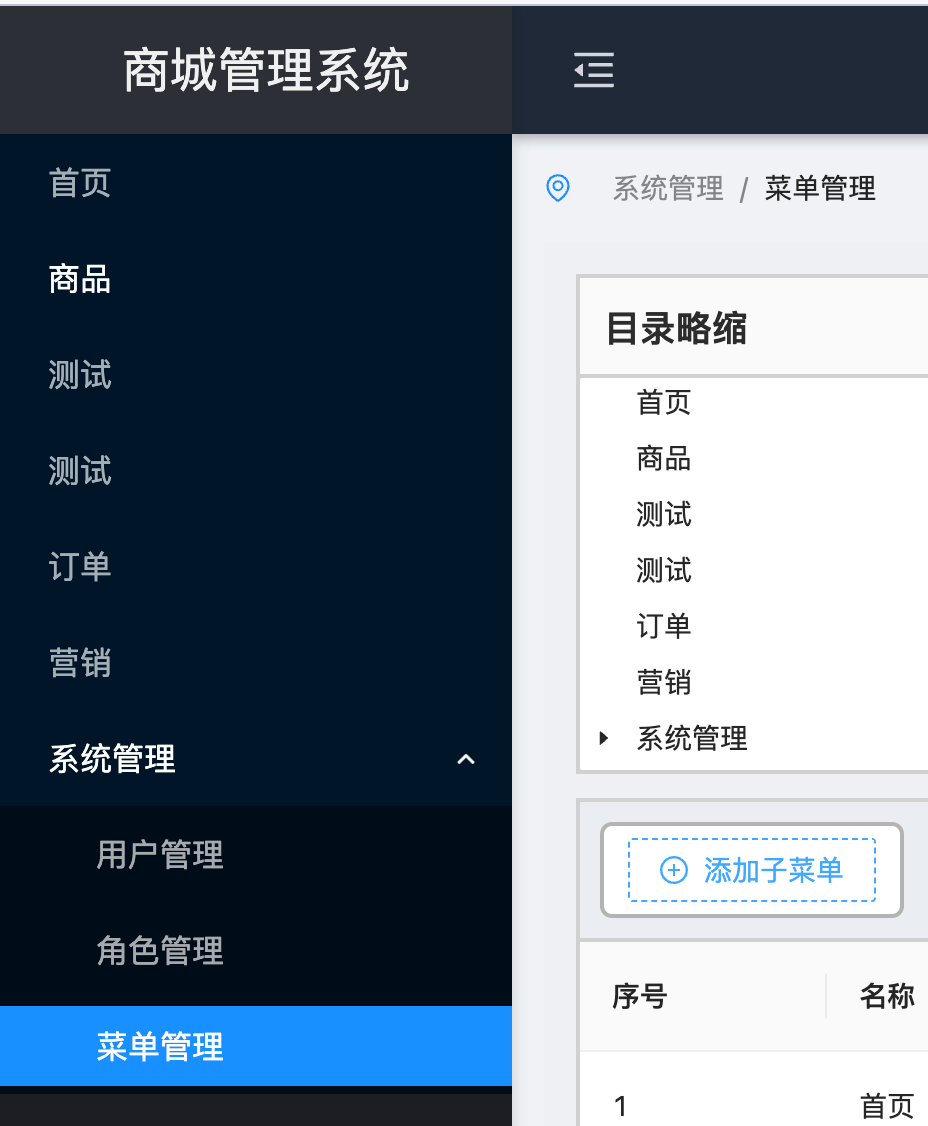 商城管理系统
首页
商品
测试
测试
订单
营销
系统管理
用户管理
角色管理
菜单管理
系统管理 / 菜单管理
目录略缩
首页
商品
测试
测试
订单
营销
系统管理
添加子菜单
序号 名称
1 首页